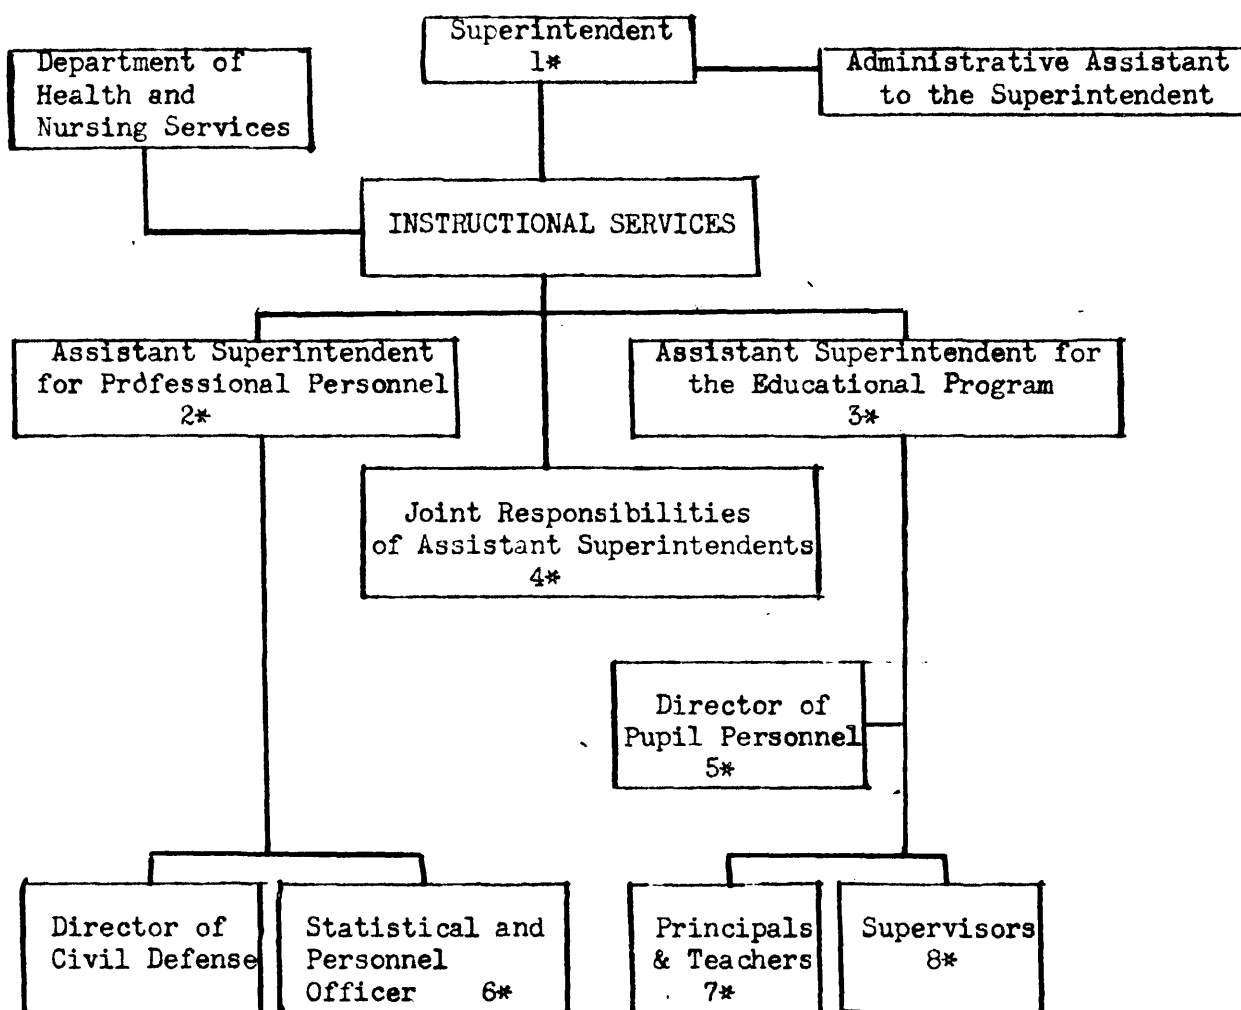 Superintendent
1*
Department of
Health and
Nursing Services
Administrative Assistant
to the Superintendent
INSTRUCTIONAL SERVICES
Assistant Superintendent
for Professional Personnel
2*
Assistant Superintendent for
the Educational Program
3*
Joint Responsibilities
of Assistant Superintendents
4*
Director of
Pupil Personnel
5*
Director of
Civil Defense
Statistical and
Personnel
Officer 6*
Principals
& Teachers
7*
Supervisors
8*